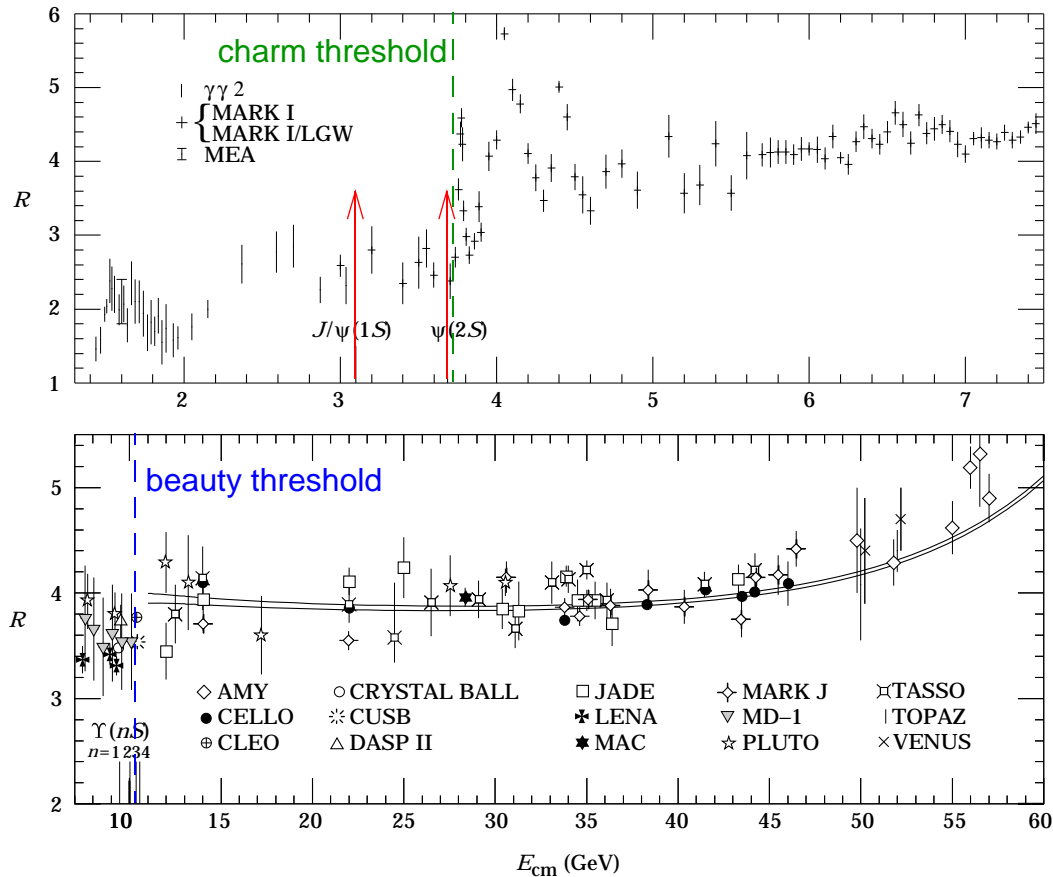 6
5
4
3
2
1
R
charm threshold
γγ 2
MARK I
MARK I/LGW
MEA
J/ψ(1S)
ψ(2S)
2
3
4
5
6
7
5
4
3
2
R
beauty threshold
AMY
CRYSTAL BALL
JADE
MARK J
TASSO
CELLO
CUSB
LENA
MD–1
TOPAZ
CLEO
DASP II
MAC
PLUTO
VENUS
ϒ(nS)
n=1 2 3 4
10
15
20
25
30
35
40
45
50
55
60
Ecm (GeV)